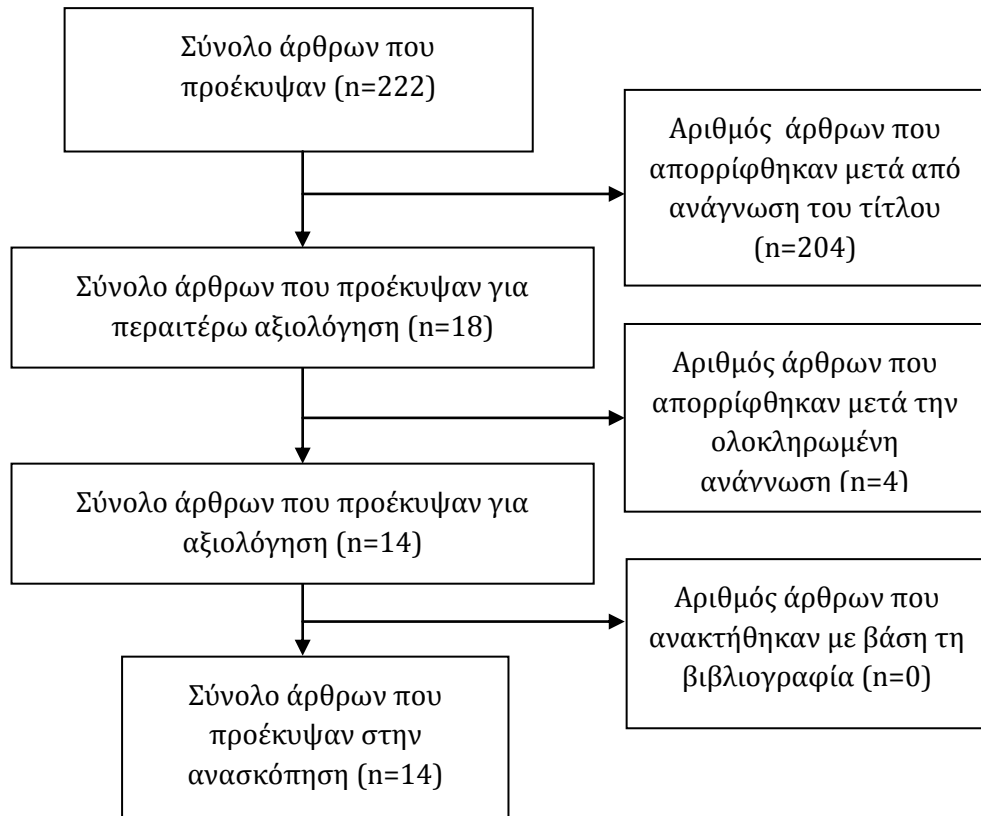 Σύνολο άρθρων που
προέκυψαν (n=222)
Αριθμός  άρθρων που
απορρίφθηκαν μετά από
ανάγνωση του τίτλου
(n=204)
Σύνολο άρθρων που προέκυψαν για
περαιτέρω αξιολόγηση (n=18)
Αριθμός άρθρων που
απορρίφθηκαν μετά την
ολοκληρωμένη
ανάγνωση (n=4)
Σύνολο άρθρων που προέκυψαν για
αξιολόγηση (n=14)
Αριθμός άρθρων που
ανακτήθηκαν με βάση τη
βιβλιογραφία (n=0)
Σύνολο άρθρων που
προέκυψαν στην
ανασκόπηση (n=14)